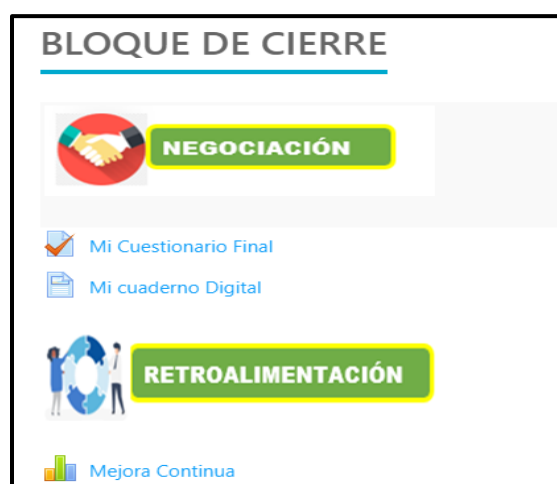 BLOQUE DE CIERRE
NEGOCIACIÓN
Mi Cuestionario Final
Mi cuaderno Digital
RETROALIMENTACIÓN
Mejora Continua